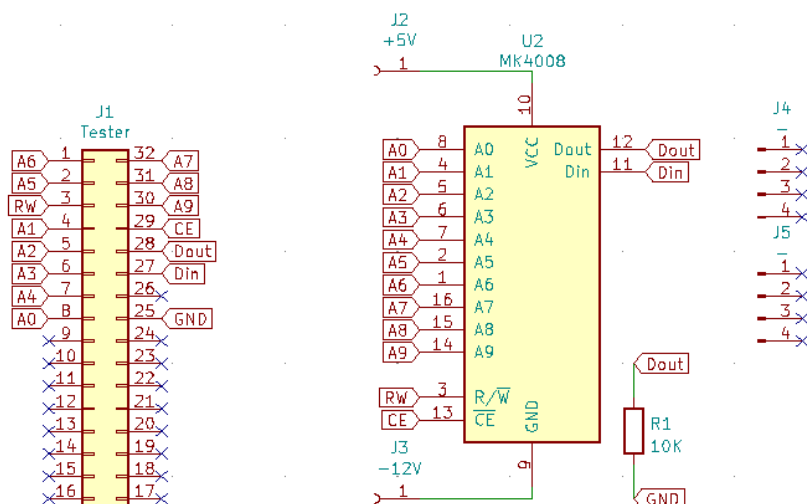 J2
+5V
1
U2
MK4008
10
VCC
J1
Tester
A6 1 32 A7
A5 2 31 A8
RW 3 30 A9
A1 4 29 CE
A2 5 28 Dout
A3 6 27 Din
A4 7 26
A0 8 25 GND
9 24
10 23
11 22
12 21
13 20
14 19
15 18
16 17
A0 8 A0 Dout 12 Dout
A1 4 A1 Din 11 Din
A2 5 A2
A3 6 A3
A4 7 A4
A5 2 A5
A6 1 A6
A7 16 A7
A8 15 A8
A9 14 A9
RW 3 R/W
CE 13 CE
GND
9
J3
-12V
1
Dout
R1
10K
GND
J4
1
2
3
4
J5
1
2
3
4